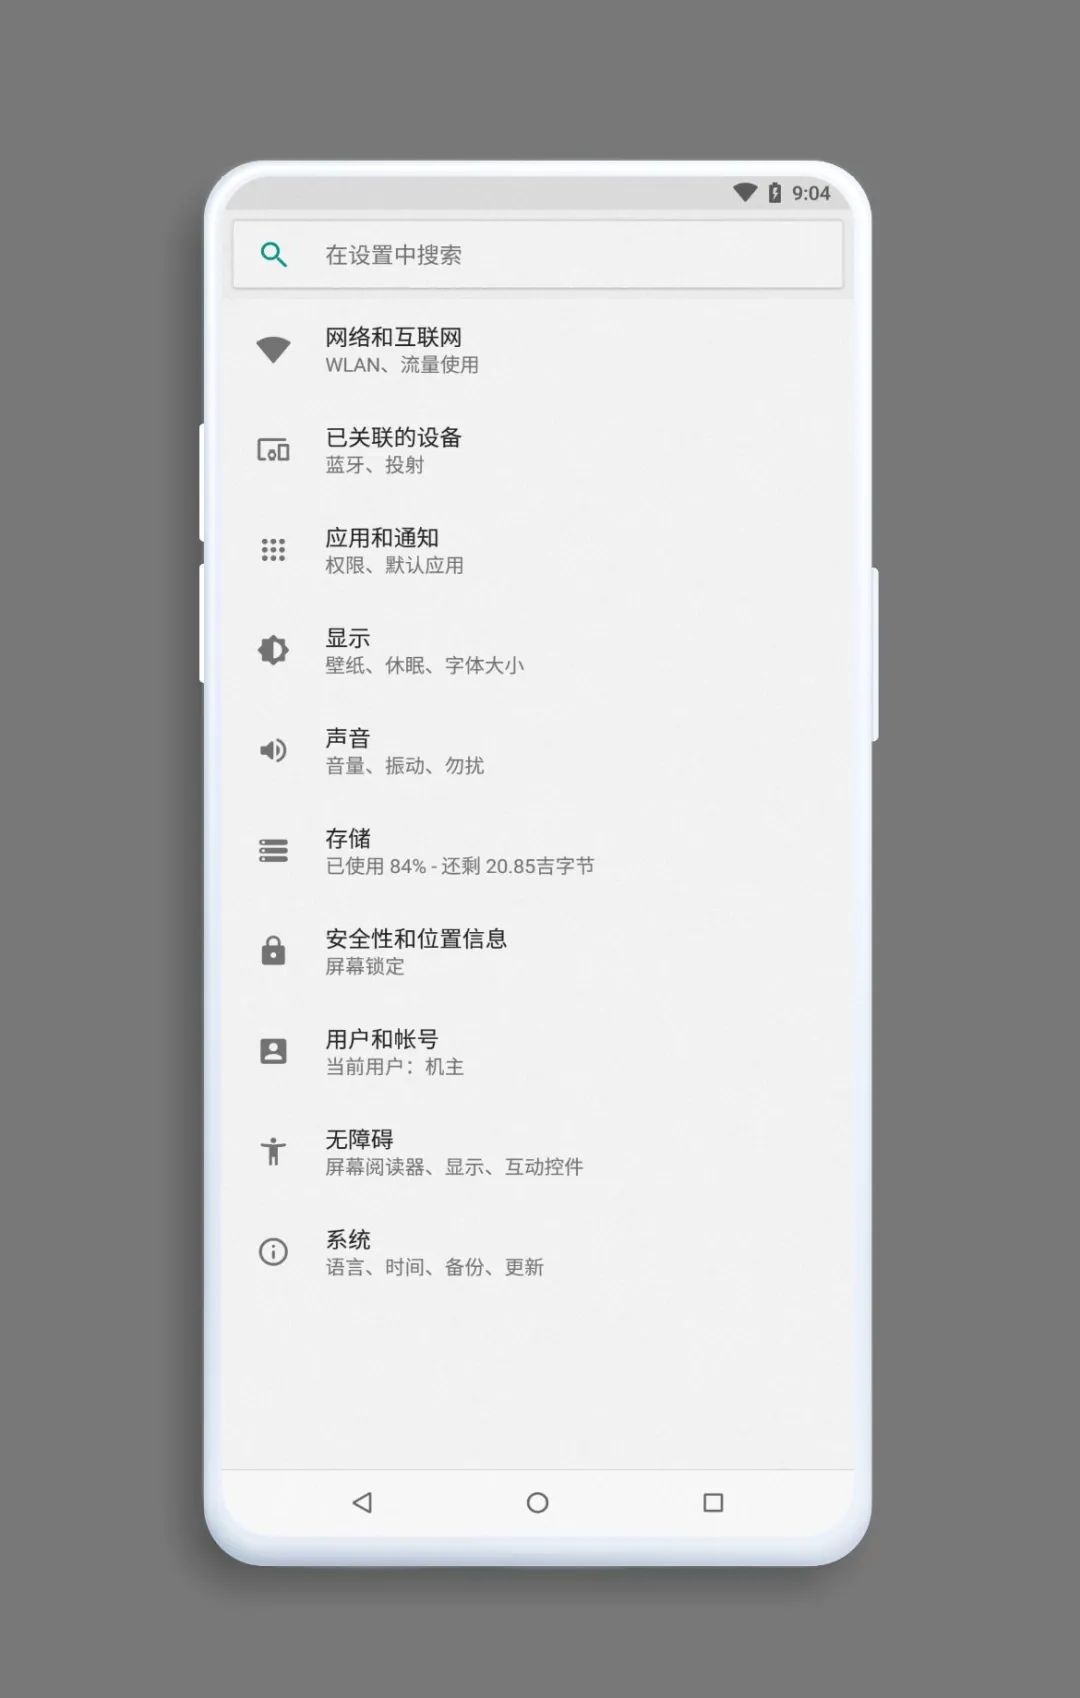 9:04
在设置中搜索
网络和互联网
WLAN、流量使用
已关联的设备
蓝牙、投射
应用和通知
权限、默认应用
显示
壁纸、休眠、字体大小
声音
音量、振动、勿扰
存储
已使用 84% - 还剩 20.85吉字节
安全性和位置信息
屏幕锁定
用户和帐号
当前用户：机主
无障碍
屏幕阅读器、显示、互动控件
系统
语言、时间、备份、更新